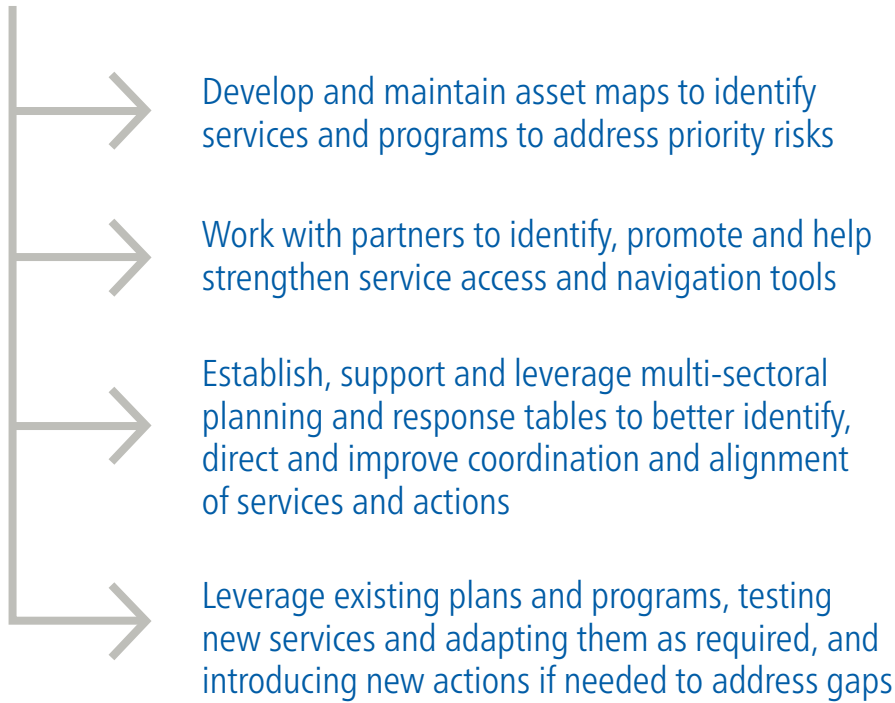 Develop and maintain asset maps to identify
services and programs to address priority risks
Work with partners to identify, promote and help
strengthen service access and navigation tools
Establish, support and leverage multi-sectoral
planning and response tables to better identify,
direct and improve coordination and alignment
of services and actions
Leverage existing plans and programs, testing
new services and adapting them as required, and
introducing new actions if needed to address gaps